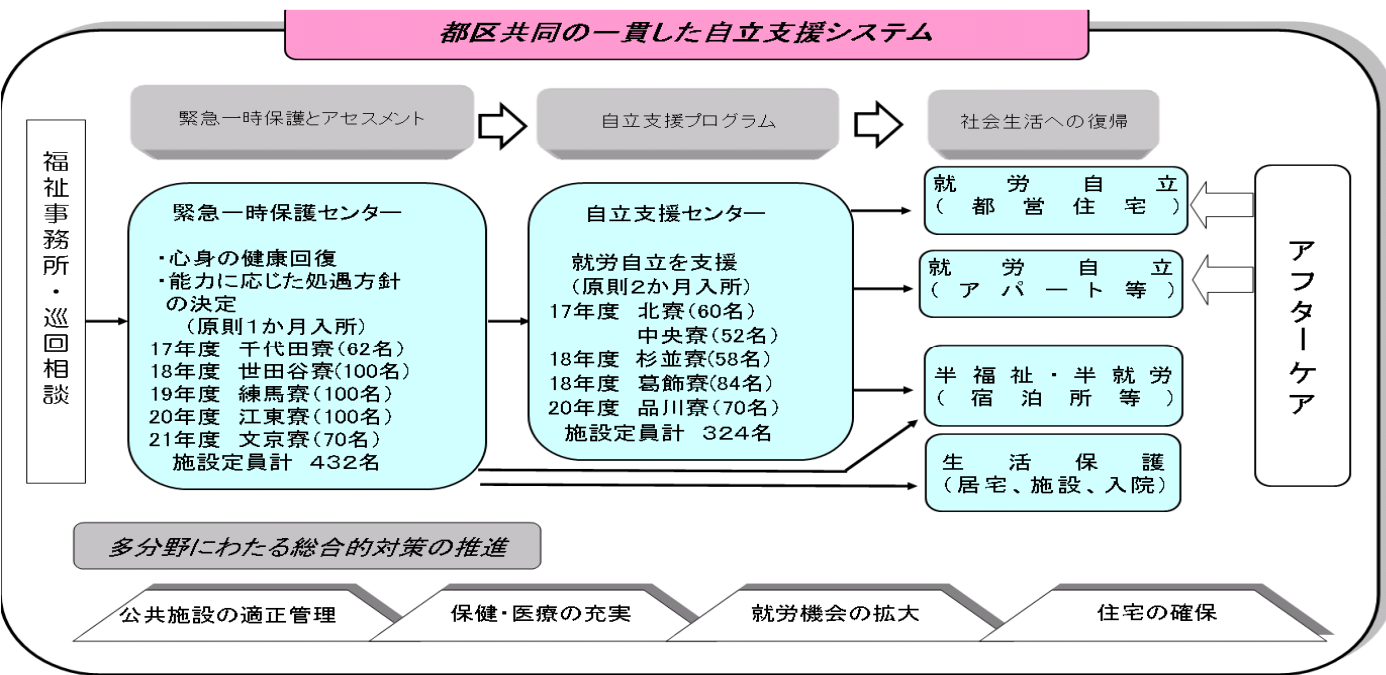 都区共同の一貫した自立支援システム
緊急一時保護とアセスメント
自立支援プログラム
社会生活への復帰
福祉事務所・巡回相談
緊急一時保護センター
・心身の健康回復
・能力に応じた処遇方針
の決定
(原則1か月入所)
17年度 千代田寮(62名)
18年度 世田谷寮(100名)
19年度 練馬寮(100名)
20年度 江東寮(100名)
21年度 文京寮(70名)
施設定員計 432名
自立支援センター
就労自立を支援
(原則2か月入所)
17年度 北寮(60名)
中央寮(52名)
18年度 杉並寮(58名)
18年度 葛飾寮(84名)
20年度 品川寮(70名)
施設定員計 324名
就労自立
(都営住宅)
就労自立
(アパート等)
半福祉・半就労
(宿泊所等)
生活保護
(居宅、施設、入院)
アフターケア
多分野にわたる総合的対策の推進
公共施設の適正管理
保健・医療の充実
就労機会の拡大
住宅の確保